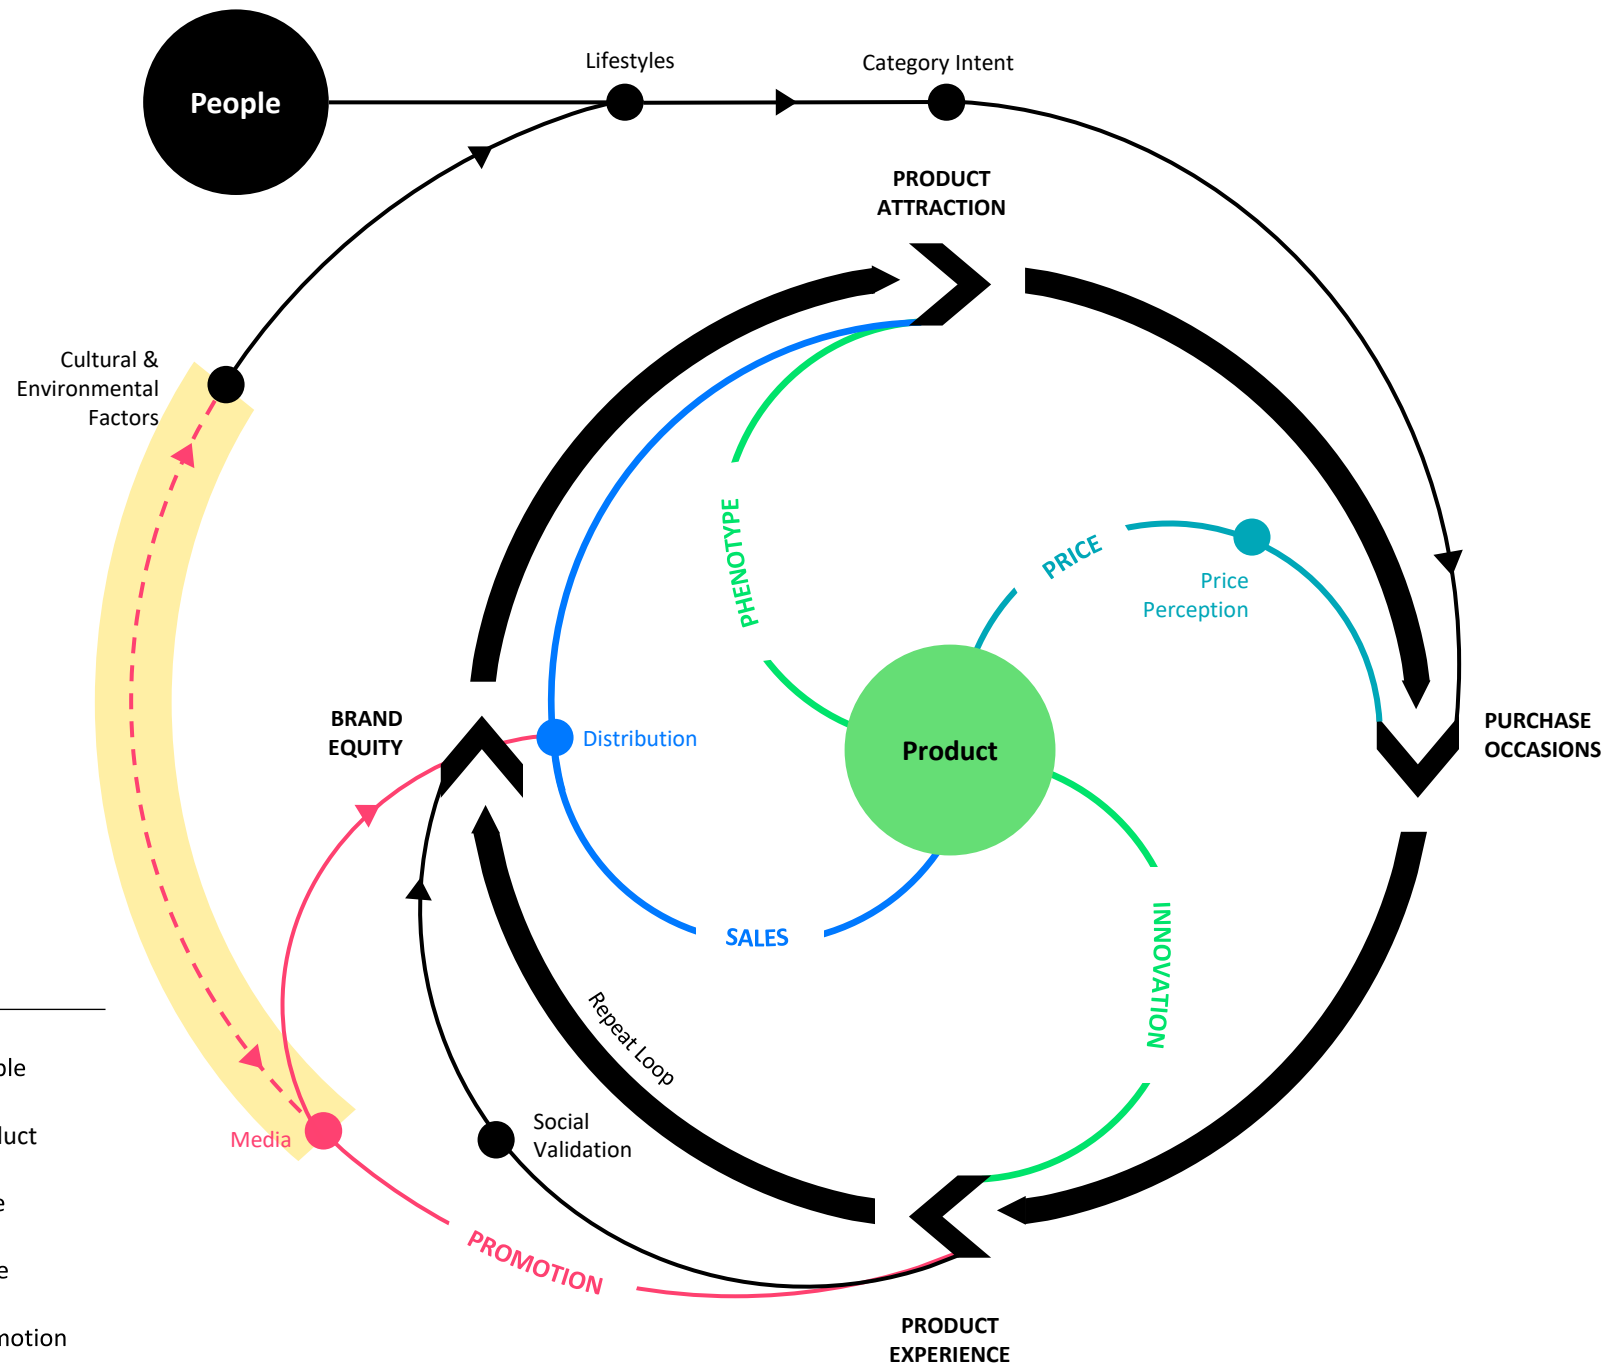 Lifestyles
Category Intent
People
PRODUCT
ATTRACTION
Cultural &
Environmental
Factors
PHENOTYPE
PRICE
Price
Perception
BRAND
EQUITY
Distribution
Product
PURCHASE
OCCASIONS
SALES
INNOVATION
Repeat Loop
Social
Validation
Media
PROMOTION
PRODUCT
EXPERIENCE